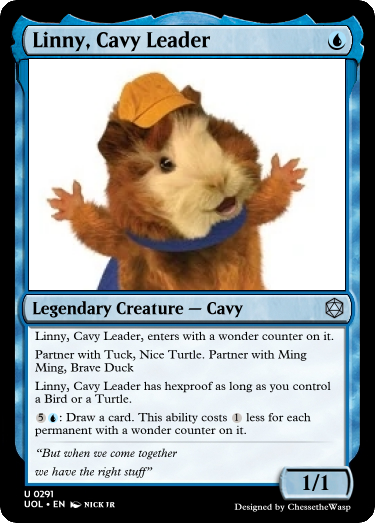 Linny, Cavy Leader
Legendary Creature — Cavy
Linny, Cavy Leader, enters with a wonder counter on it.
Partner with Tuck, Nice Turtle. Partner with Ming
Ming, Brave Duck
Linny, Cavy Leader has hexproof as long as you control
a Bird or a Turtle.
5 : Draw a card. This ability costs 1 less for each
permanent with a wonder counter on it.
“But when we come together
we have the right stuff”
1/1
U 0291
UOL • EN NICK JR
Designed by ChessetheWasp